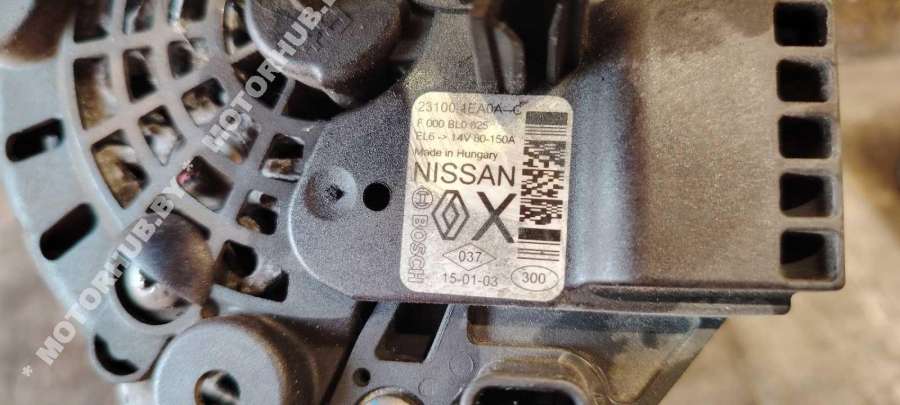 23100 4EA0A--C
F 000 BL0 625
EL6 -> 14V 80-150A
Made in Hungary
NISSAN
BOSCH
X
037
15-01-03
300
* MOTORHUB.BY * MOTORHUB.BY *